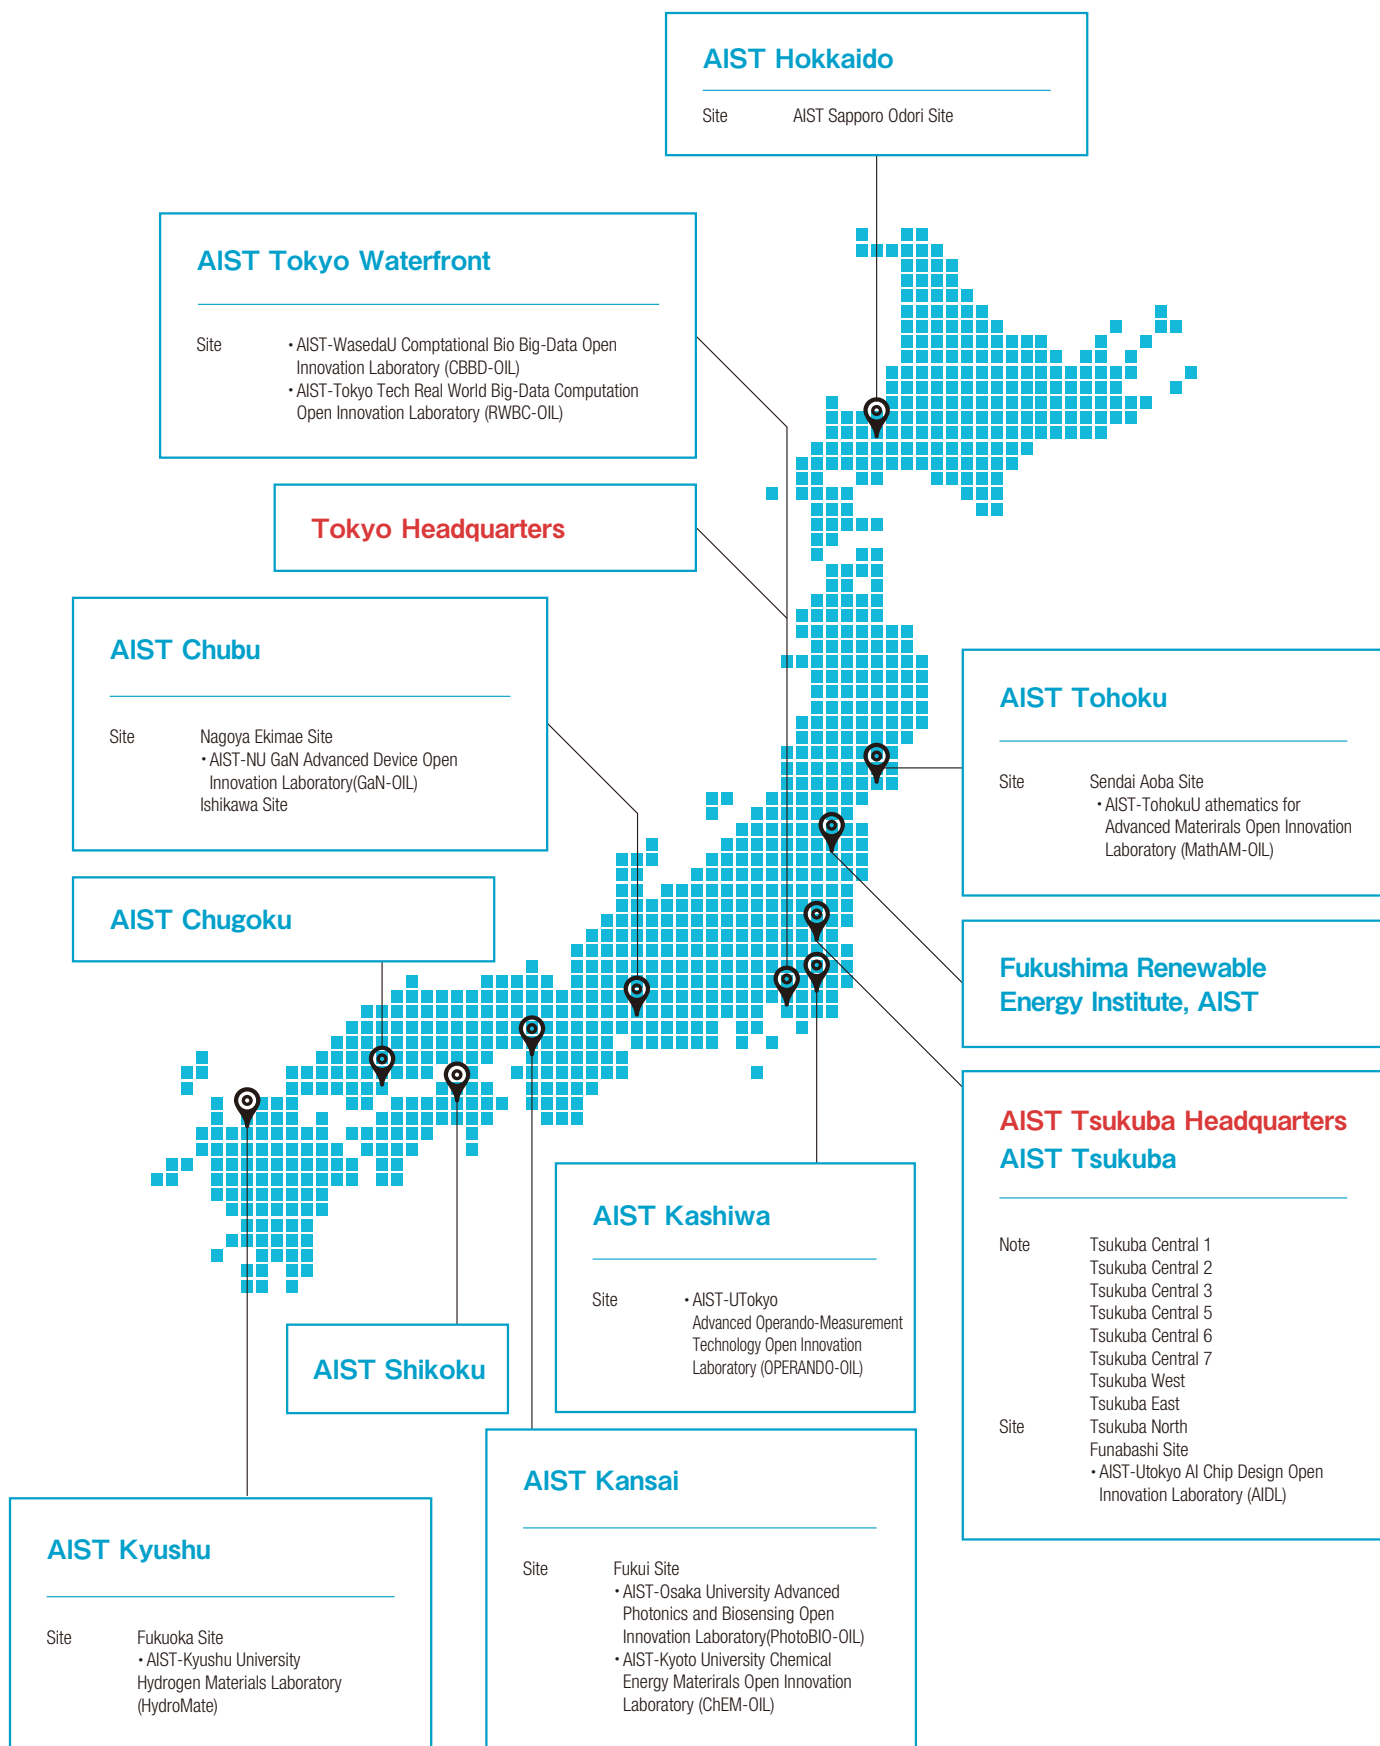 AIST Hokkaido
Site AIST Sapporo Odori Site
AIST Tokyo Waterfront
Site •AIST-WasedaU Comptational Bio Big-Data Open
Innovation Laboratory (CBBD-OIL)
•AIST-Tokyo Tech Real World Big-Data Computation
Open Innovation Laboratory (RWBC-OIL)
Tokyo Headquarters
AIST Chubu
Site Nagoya Ekimae Site
•AIST-NU GaN Advanced Device Open
Innovation Laboratory(GaN-OIL)
Ishikawa Site
AIST Chugoku
AIST Tohoku
Site Sendai Aoba Site
•AIST-TohokuU athematics for
Advanced Materirals Open Innovation
Laboratory (MathAM-OIL)
Fukushima Renewable
Energy Institute, AIST
AIST Tsukuba Headquarters
AIST Tsukuba
Note Tsukuba Central 1
Tsukuba Central 2
Tsukuba Central 3
Tsukuba Central 5
Tsukuba Central 6
Tsukuba Central 7
Tsukuba West
Tsukuba East
Site Tsukuba North
Funabashi Site
•AIST-Utokyo AI Chip Design Open
Innovation Laboratory (AIDL)
AIST Kashiwa
Site •AIST-UTokyo
Advanced Operando-Measurement
Technology Open Innovation
Laboratory (OPERANDO-OIL)
AIST Shikoku
AIST Kansai
Site Fukui Site
•AIST-Osaka University Advanced
Photonics and Biosensing Open
Innovation Laboratory(PhotoBIO-OIL)
•AIST-Kyoto University Chemical
Energy Materirals Open Innovation
Laboratory (ChEM-OIL)
AIST Kyushu
Site Fukuoka Site
•AIST-Kyushu University
Hydrogen Materials Laboratory
(HydroMate)